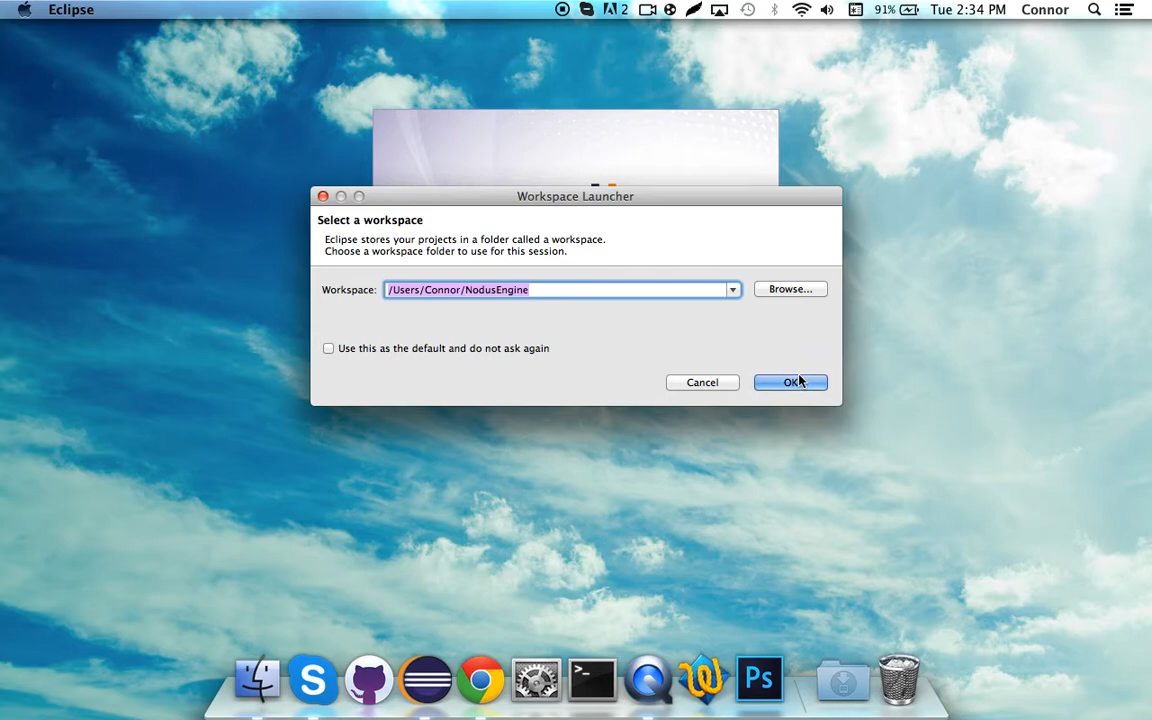 Eclipse
2
91%
Tue 2:34 PM
Connor
Workspace Launcher
Select a workspace
Eclipse stores your projects in a folder called a workspace.
Choose a workspace folder to use for this session.
Workspace:
/Users/Connor/NodusEngine
Browse...
Use this as the default and do not ask again
Cancel
OK
S
>_
Ps